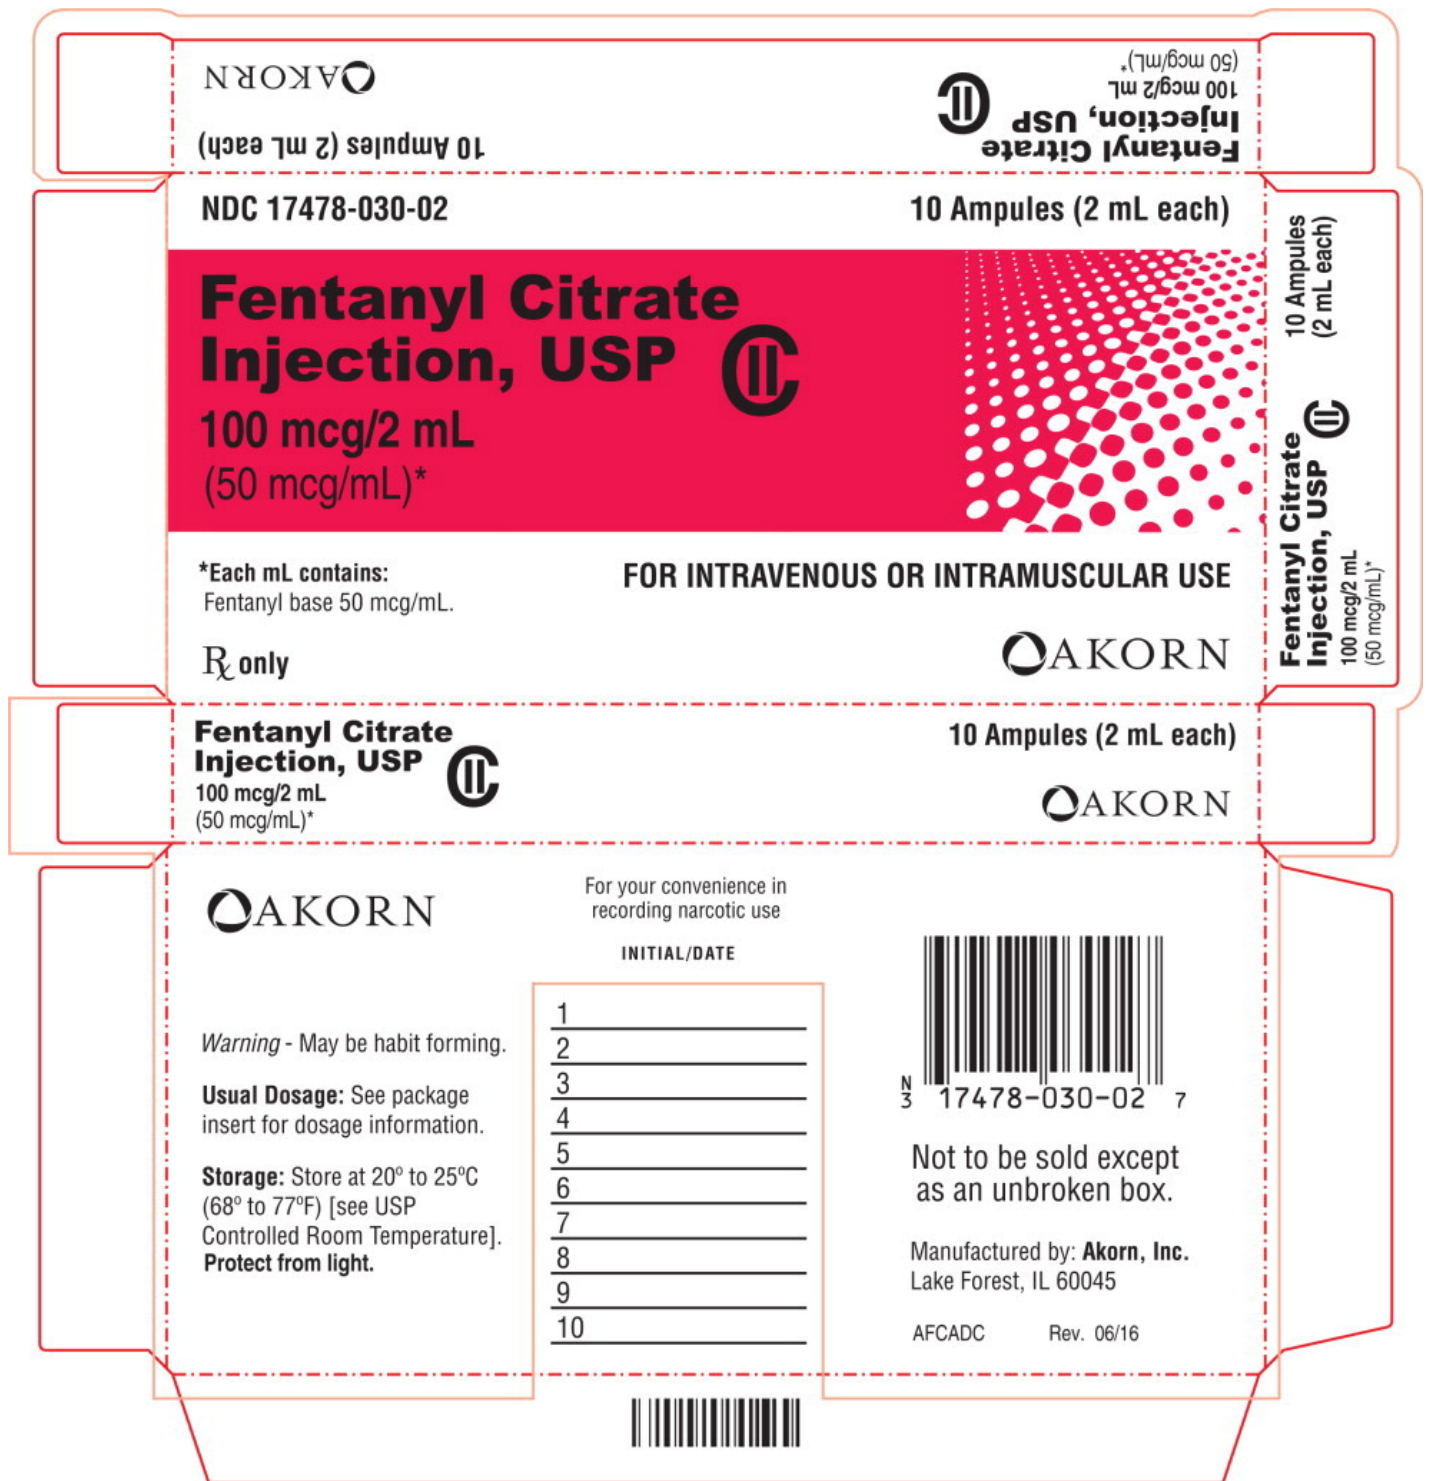 AKORN
10 Ampules (2 mL each)
Fentanyl Citrate
Injection, USP
CII
100 mcg/2 mL
(50 mcg/mL)*
NDC 17478-030-02
10 Ampules (2 mL each)
Fentanyl Citrate
Injection, USP CII
100 mcg/2 mL
(50 mcg/mL)*
*Each mL contains:
Fentanyl base 50 mcg/mL.
FOR INTRAVENOUS OR INTRAMUSCULAR USE
℞ only
AKORN
10 Ampules
(2 mL each)
Fentanyl Citrate
Injection, USP CII
100 mcg/2 mL
(50 mcg/mL)*
Fentanyl Citrate
Injection, USP CII
100 mcg/2 mL
(50 mcg/mL)*
10 Ampules (2 mL each)
AKORN
AKORN
Warning - May be habit forming.
Usual Dosage: See package
insert for dosage information.
Storage: Store at 20º to 25ºC
(68º to 77ºF) [see USP
Controlled Room Temperature].
Protect from light.
For your convenience in
recording narcotic use
INITIAL/DATE
1
2
3
4
5
6
7
8
9
10
N
3 17478-030-02 7
Not to be sold except
as an unbroken box.
Manufactured by: Akorn, Inc.
Lake Forest, IL 60045
AFCADC Rev. 06/16